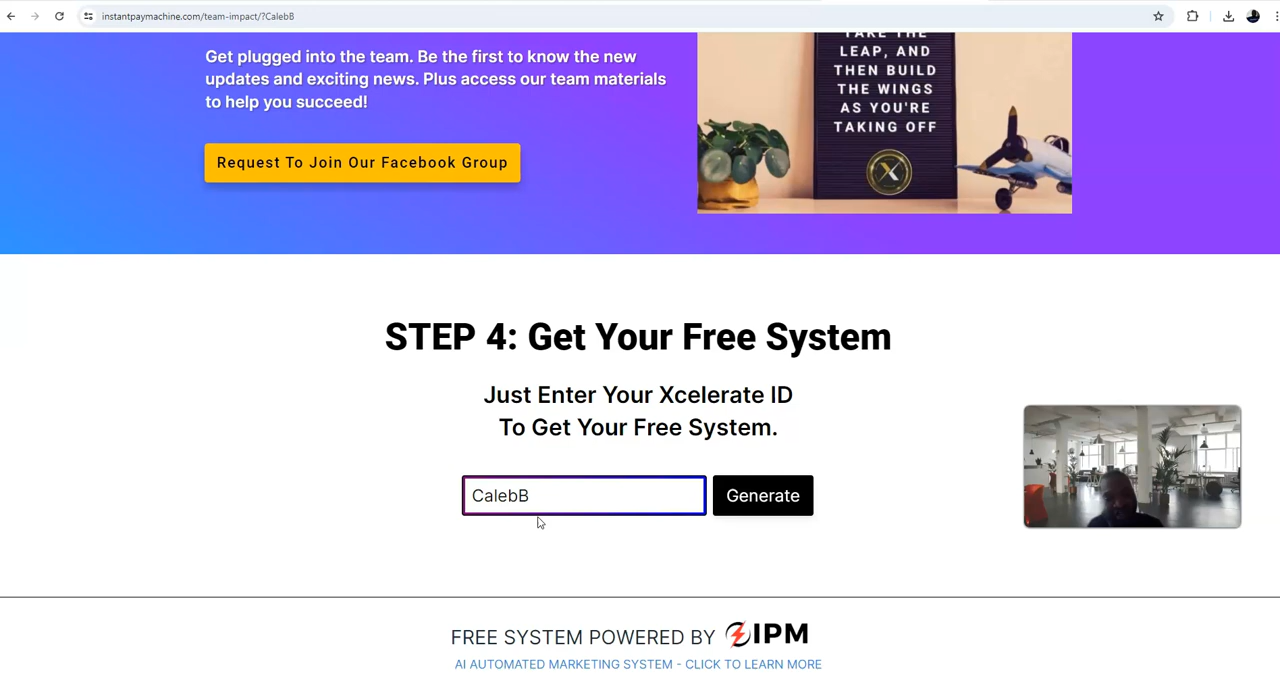 instantpaymachine.com/team-impact/?CalebB
Get plugged into the team. Be the first to know the new
updates and exciting news. Plus access our team materials
to help you succeed!
Request To Join Our Facebook Group
TAKE THE
LEAP, AND
THEN BUILD
THE WINGS
AS YOU'RE
TAKING OFF
X
STEP 4: Get Your Free System
Just Enter Your Xcelerate ID
To Get Your Free System.
CalebB
Generate
FREE SYSTEM POWERED BY IPM
AI AUTOMATED MARKETING SYSTEM - CLICK TO LEARN MORE